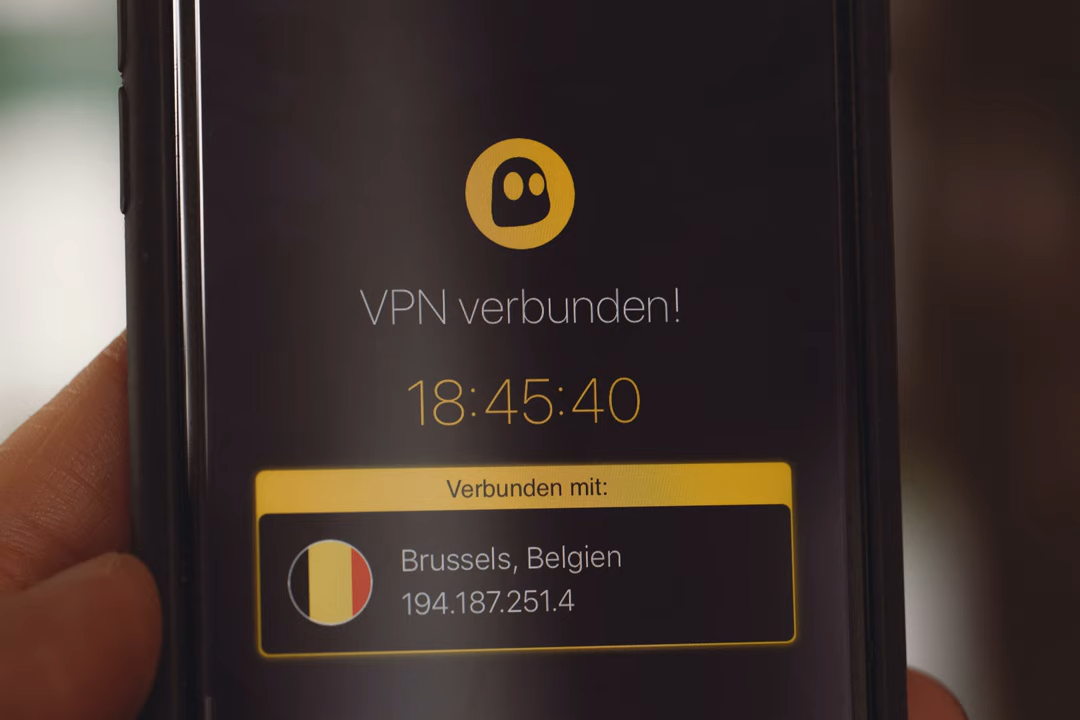 VPN verbunden!
18:45:40
Verbunden mit:
Brussels, Belgien
194.187.251.4